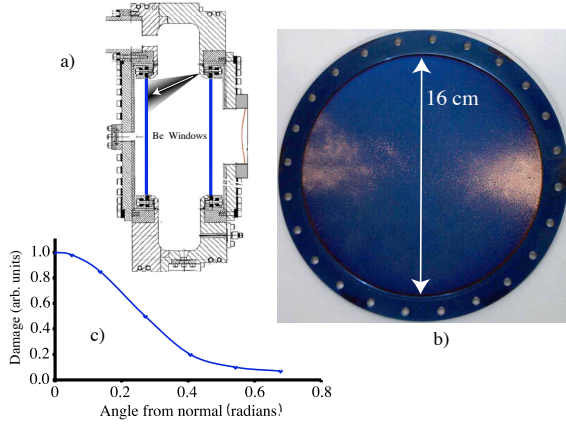 a)
Be Windows
16 cm
b)
Damage (arb. units)
1.0
0.8
0.6
0.4
0.2
0.0
c)
0 0.2 0.4 0.6 0.8
Angle from normal (radians)